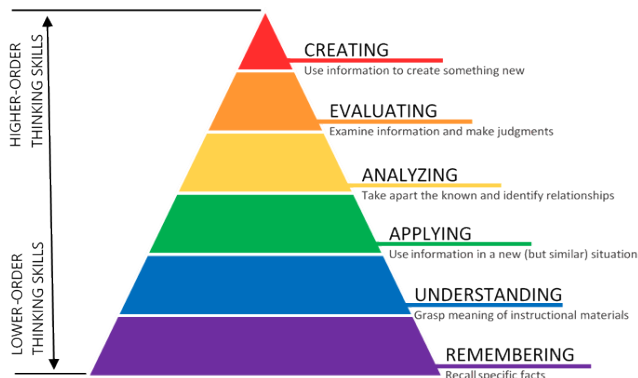 HIGHER-ORDER
THINKING SKILLS
CREATING
Use information to create something new
EVALUATING
Examine information and make judgments
ANALYZING
Take apart the known and identify relationships
APPLYING
Use information in a new (but similar) situation
LOWER-ORDER
THINKING SKILLS
UNDERSTANDING
Grasp meaning of instructional materials
REMEMBERING
Recall specific facts